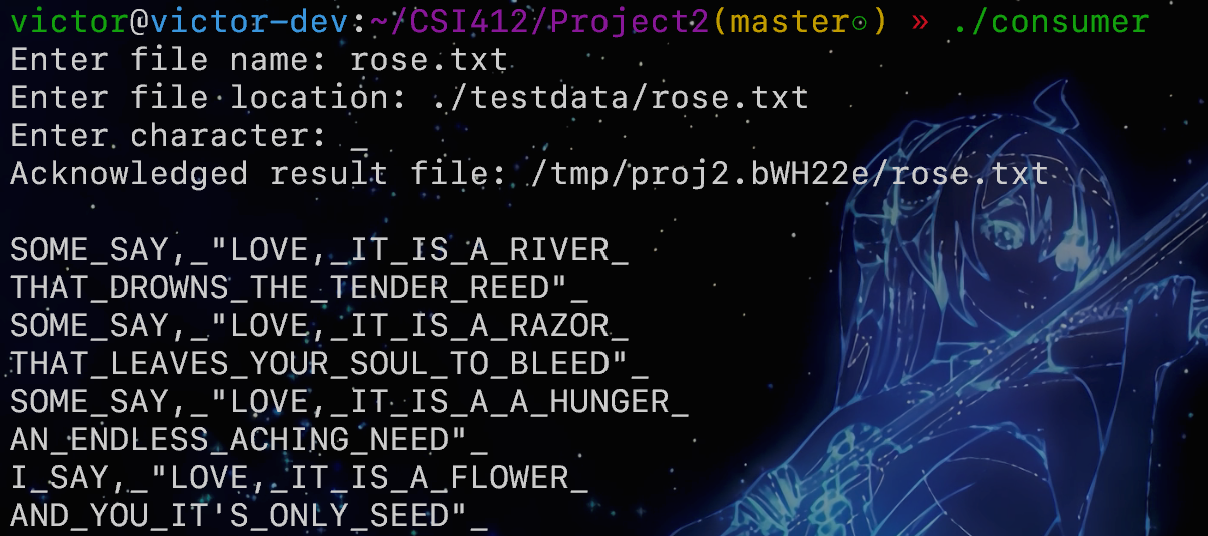 victor@victor-dev:~/CSI412/Project2(master⊙) » ./consumer
Enter file name: rose.txt
Enter file location: ./testdata/rose.txt
Enter character: _
Acknowledged result file: /tmp/proj2.bWH22e/rose.txt
SOME_SAY,_"LOVE,_IT_IS_A_RIVER_
THAT_DROWNS_THE_TENDER_REED"_
SOME_SAY,_"LOVE,_IT_IS_A_RAZOR_
THAT_LEAVES_YOUR_SOUL_TO_BLEED"_
SOME_SAY,_"LOVE,_IT_IS_A_A_HUNGER_
AN_ENDLESS_ACHING_NEED"_
I_SAY,_"LOVE,_IT_IS_A_FLOWER_
AND_YOU_IT'S_ONLY_SEED"_